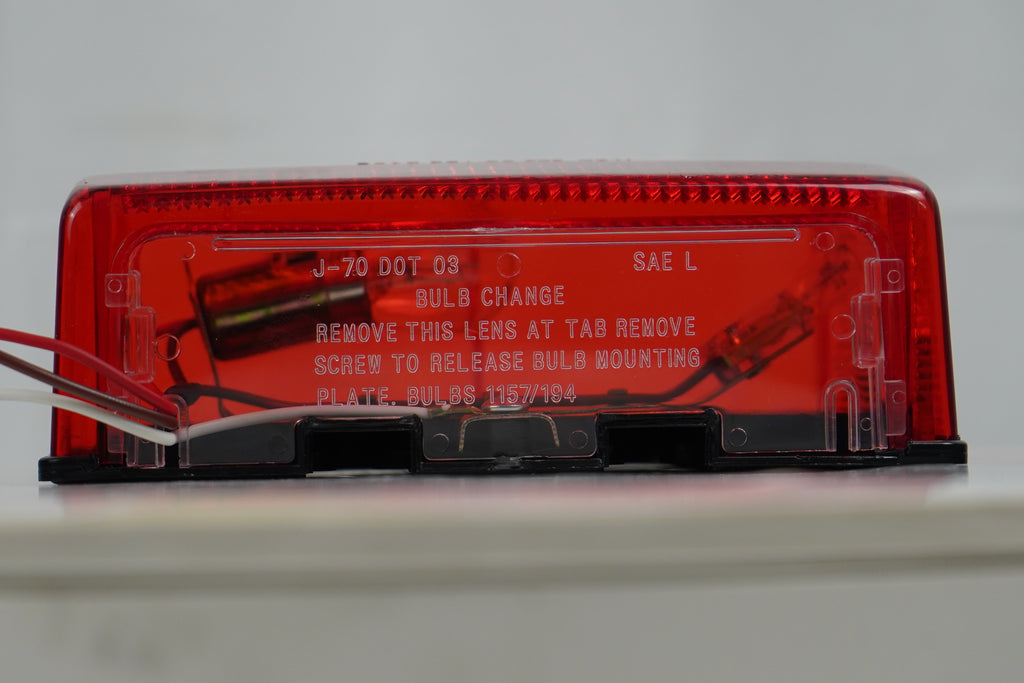 J-70 DOT 03 SAE L
BULB CHANGE
REMOVE THIS LENS AT TAB REMOVE
SCREW TO RELEASE BULB MOUNTING
PLATE. BULBS 1157/194